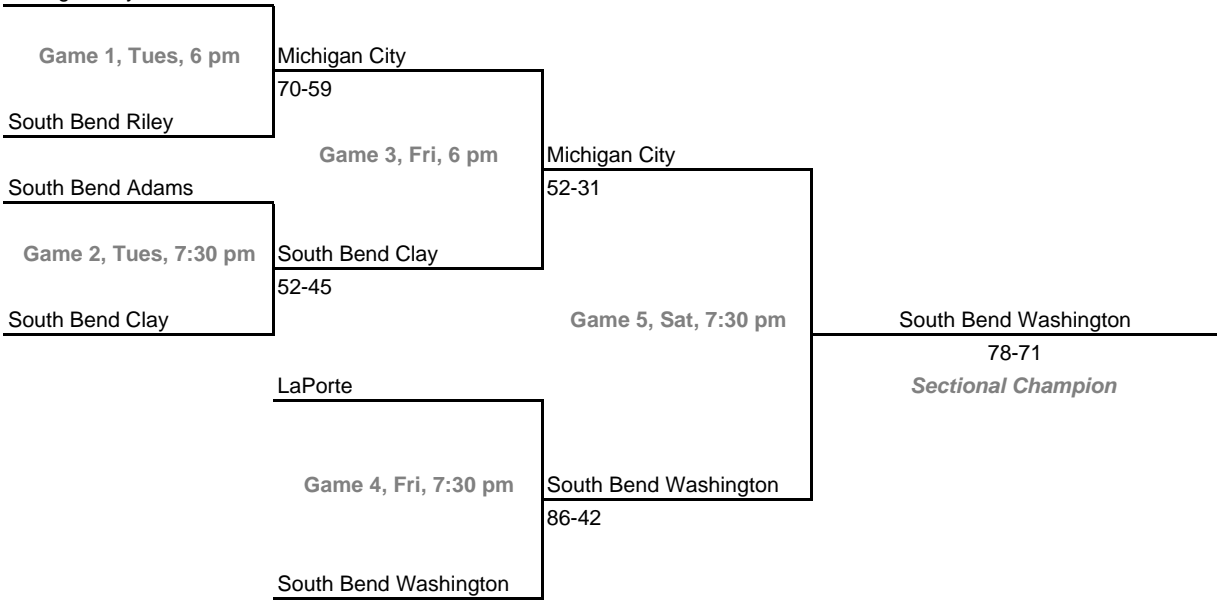 Game 1, Tues, 6 pm
Michigan City
70-59
South Bend Riley
Game 3, Fri, 6 pm
Michigan City
South Bend Adams
52-31
Game 2, Tues, 7:30 pm
South Bend Clay
52-45
South Bend Clay
Game 5, Sat, 7:30 pm
South Bend Washington
78-71
LaPorte
Sectional Champion
Game 4, Fri, 7:30 pm
South Bend Washington
86-42
South Bend Washington